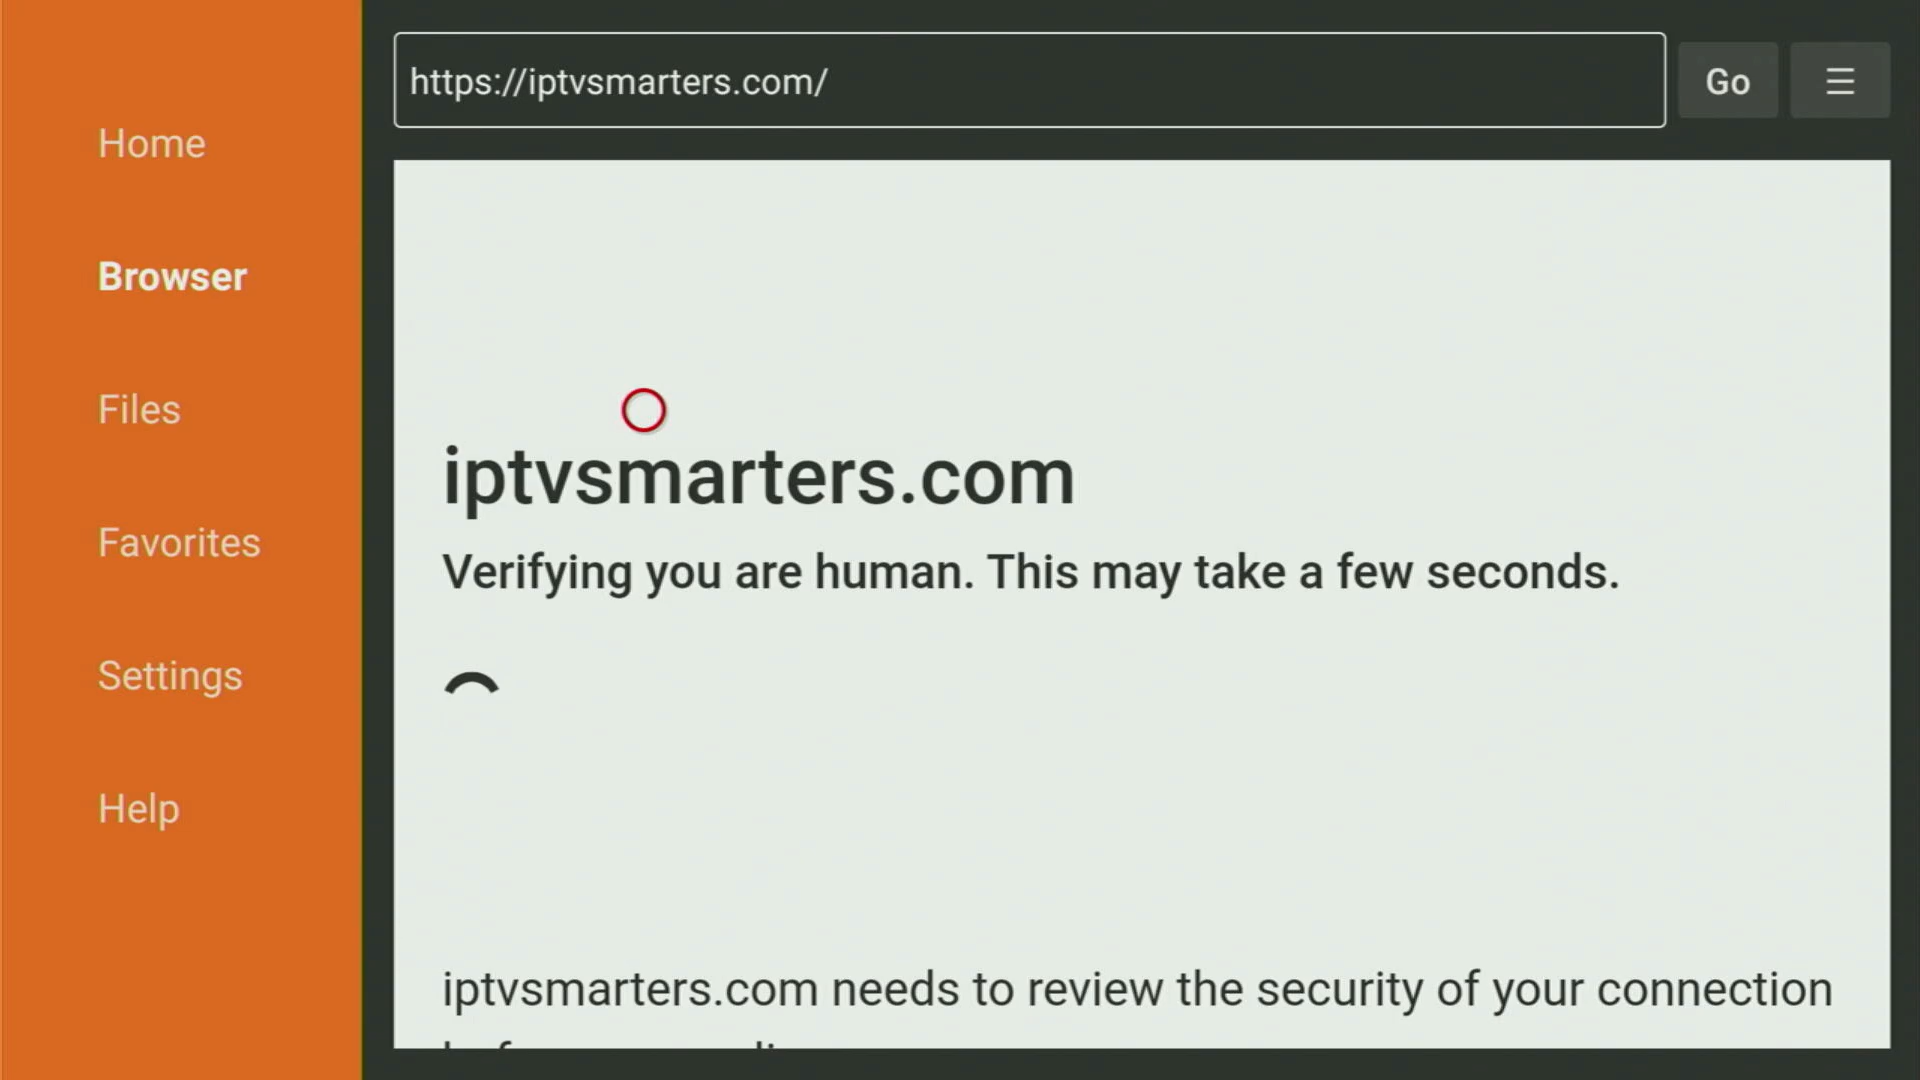 https://iptvsmarters.com/
Go
Home
Browser
Files
Favorites
Settings
Help
iptvsmarters.com
Verifying you are human. This may take a few seconds.
iptvsmarters.com needs to review the security of your connection